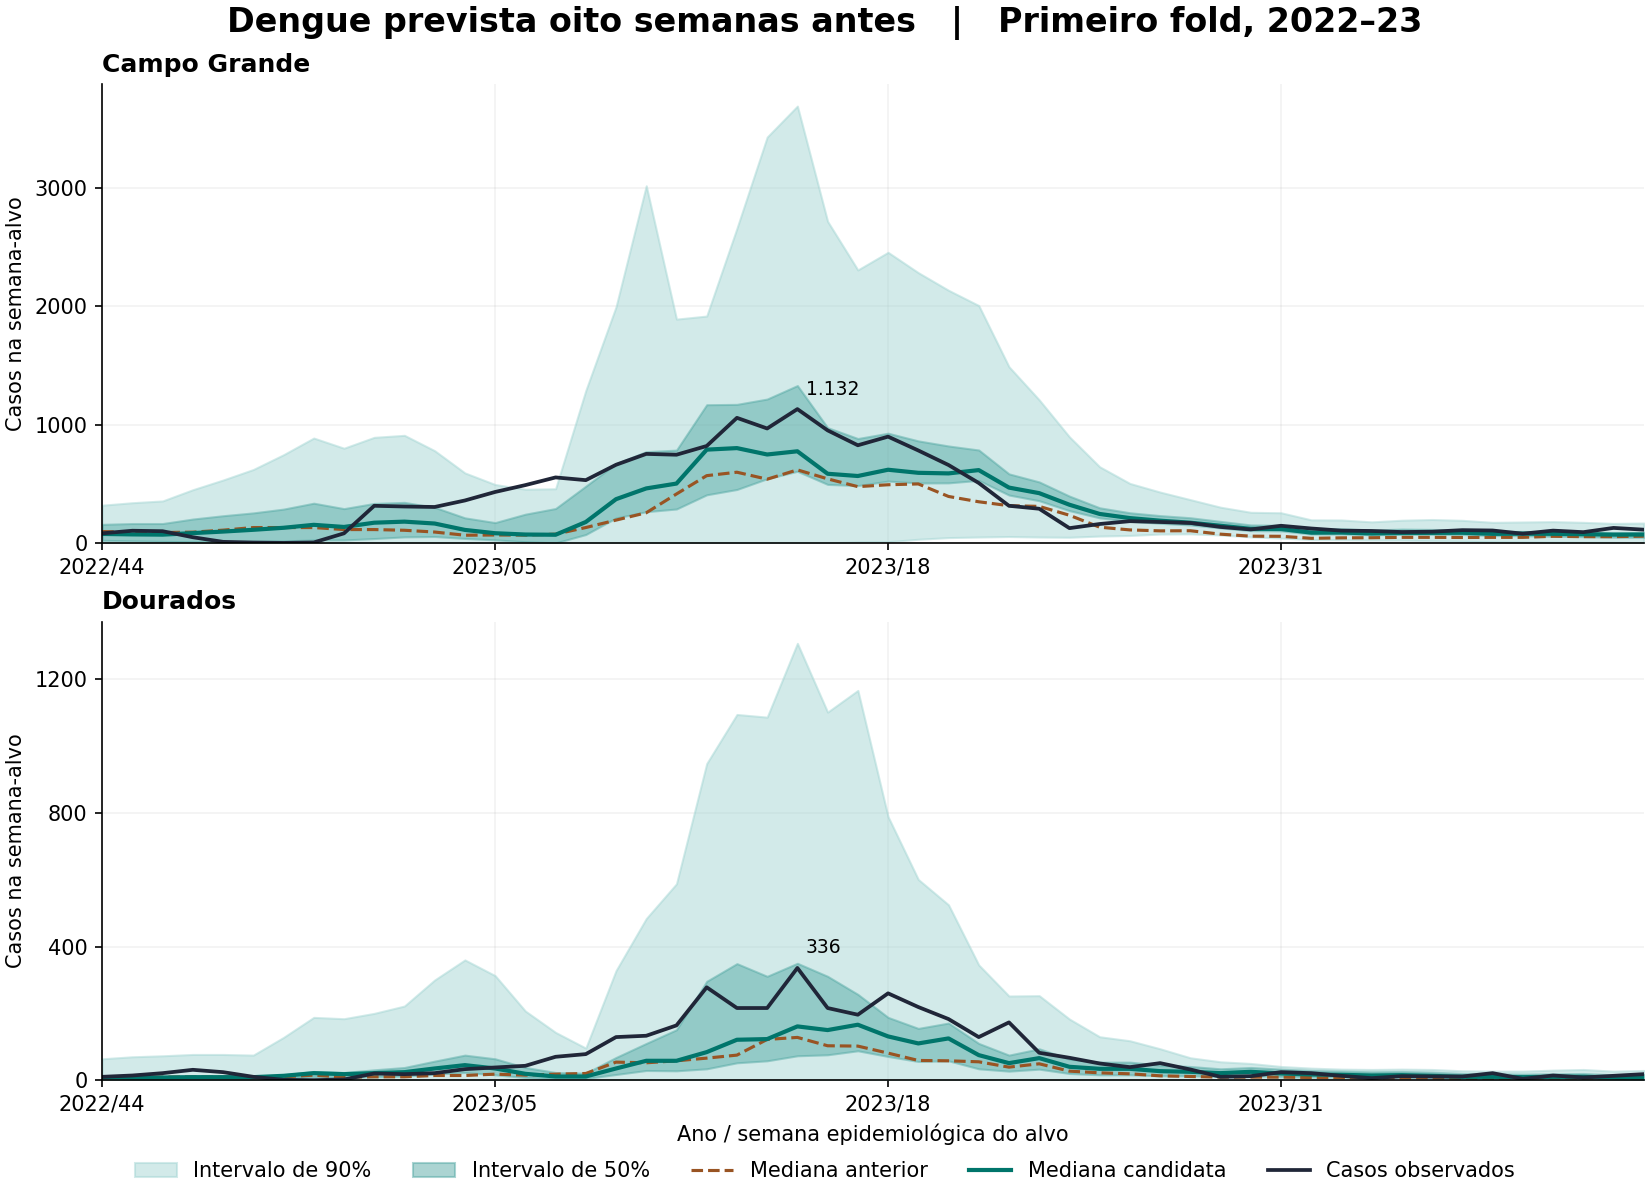 Dengue prevista oito semanas antes | Primeiro fold, 2022–23
Campo Grande
Casos na semana-alvo
3000
2000
1000
0
1.132
2022/44 2023/05 2023/18 2023/31
Dourados
Casos na semana-alvo
1200
800
400
0
336
2022/44 2023/05 2023/18 2023/31
Ano / semana epidemiológica do alvo
Intervalo de 90% Intervalo de 50% Mediana anterior Mediana candidata Casos observados